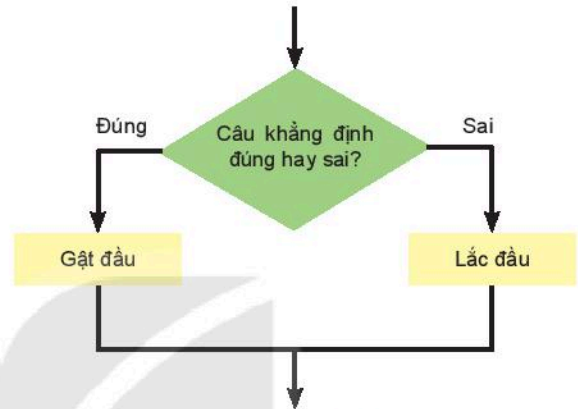 Đúng
Sai
Câu khẳng định
đúng hay sai?
Gật đầu
Lắc đầu